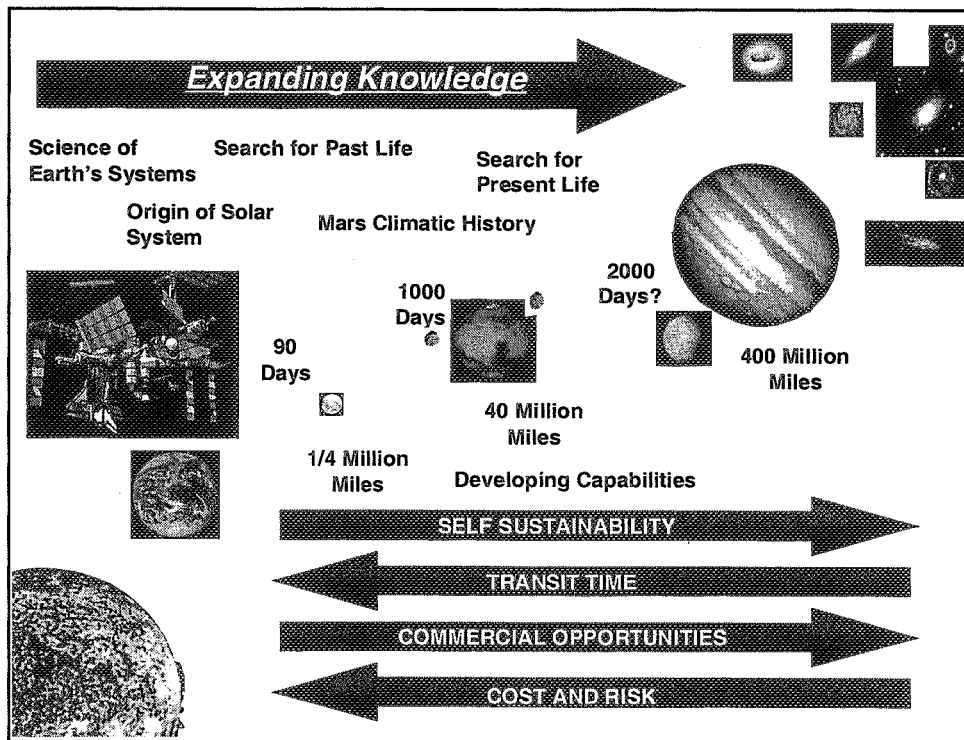 Expanding Knowledge
Science of
Earth's Systems
Search for Past Life
Search for
Present Life
Origin of Solar
System
Mars Climatic History
2000
Days?
1000
Days
90
Days
400 Million
Miles
40 Million
Miles
1/4 Million
Miles
Developing Capabilities
SELF SUSTAINABILITY
TRANSIT TIME
COMMERCIAL OPPORTUNITIES
COST AND RISK